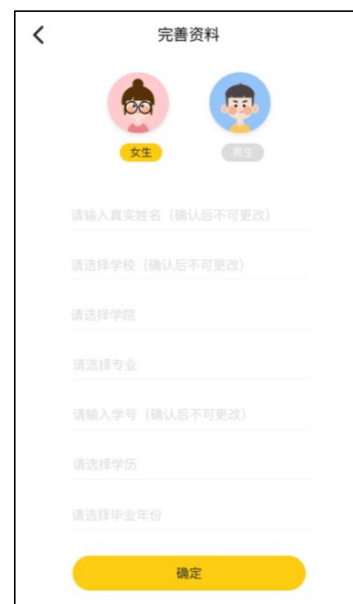 完善资料
女生 男生
请输入真实姓名（确认后不可更改）
请选择学校（确认后不可更改）
请选择学院
请选择专业
请输入学号（确认后不可更改）
请选择学历
请选择毕业年份
确定